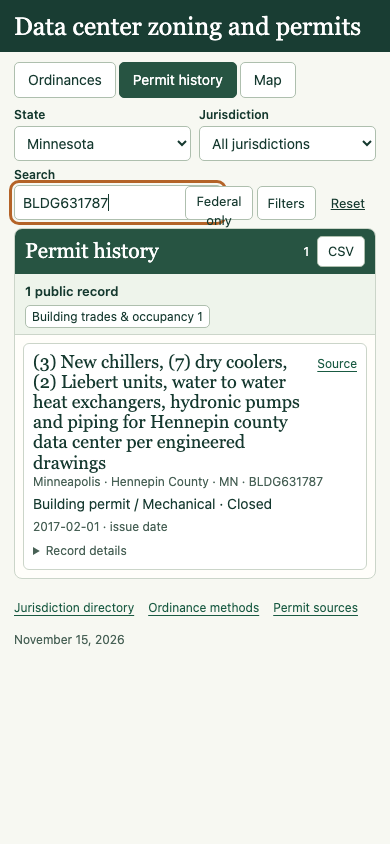 Data center zoning and permits
Ordinances Permit history Map
State Jurisdiction
Minnesota All jurisdictions
Search
BLDG631787 Federal only Filters Reset
Permit history 1 CSV
1 public record
Building trades & occupancy 1
(3) New chillers, (7) dry coolers, Source
(2) Liebert units, water to water
heat exchangers, hydronic pumps
and piping for Hennepin county
data center per engineered
drawings
Minneapolis · Hennepin County · MN · BLDG631787
Building permit / Mechanical · Closed
2017-02-01 · issue date
Record details
Jurisdiction directory Ordinance methods Permit sources
November 15, 2026